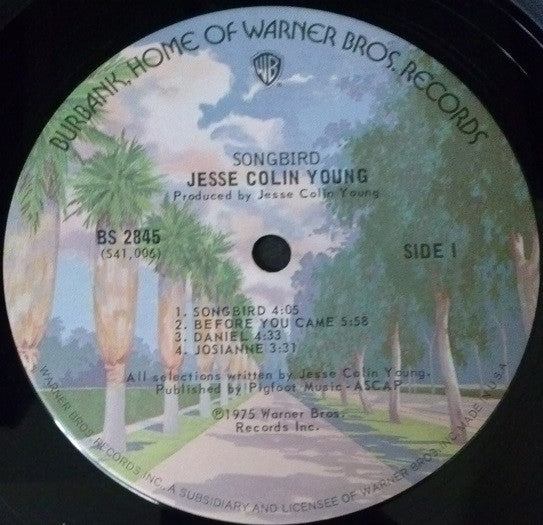 BURBANK, HOME OF WARNER BROS. RECORDS
WB
SONGBIRD
JESSE COLIN YOUNG
Produced by Jesse Colin Young
BS 2845
(S41,006)
SIDE 1
1. SONGBIRD 4:05
2. BEFORE YOU CAME 5:58
3. DANIEL 4:33
4. JOSIANNE 3:31
All selections written by Jesse Colin Young.
Published by Pigfoot Music - ASCAP
©1975 Warner Bros.
Records Inc.
WARNER BROS. RECORDS INC., A SUBSIDIARY AND LICENSEE OF WARNER BROS. INC. MADE IN U.S.A.